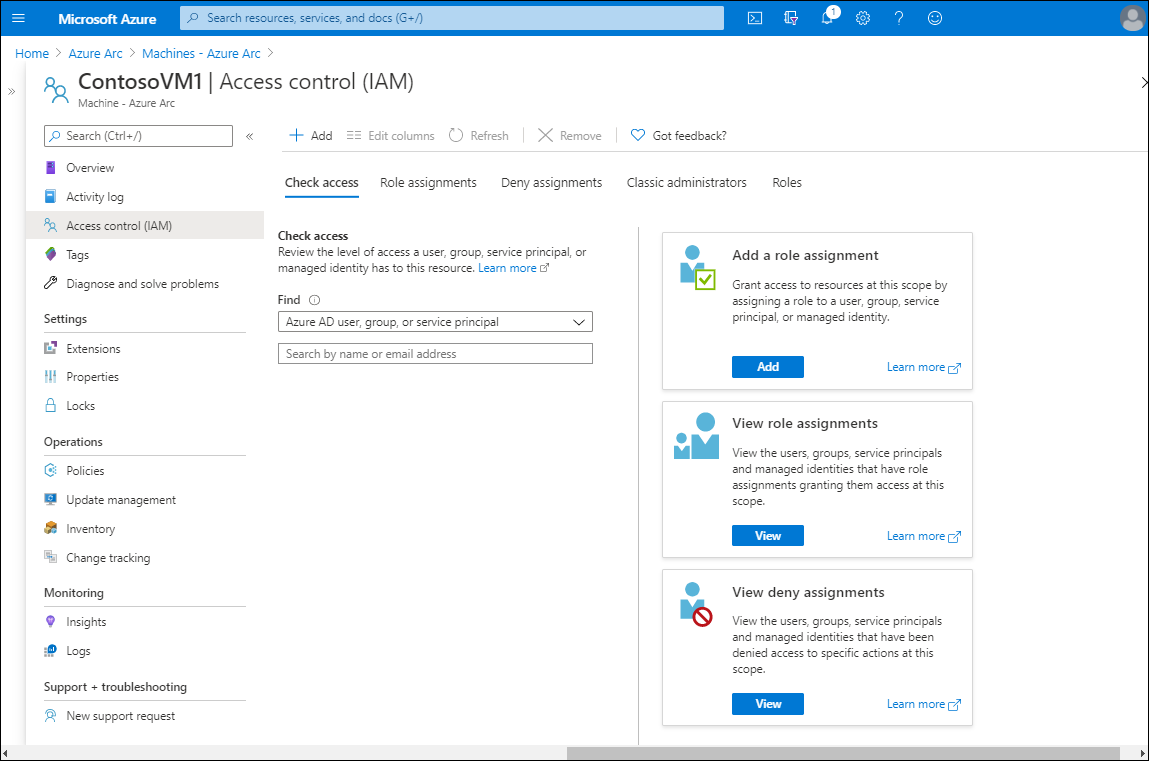 Microsoft Azure
Search resources, services, and docs (G+/)
1
Home > Azure Arc > Machines - Azure Arc >
ContosoVM1 | Access control (IAM)
Machine - Azure Arc
Search (Ctrl+/)
Overview
Activity log
Access control (IAM)
Tags
Diagnose and solve problems
Settings
Extensions
Properties
Locks
Operations
Policies
Update management
Inventory
Change tracking
Monitoring
Insights
Logs
Support + troubleshooting
New support request
Add
Edit columns
Refresh
Remove
Got feedback?
Check access
Role assignments
Deny assignments
Classic administrators
Roles
Check access
Review the level of access a user, group, service principal, or
managed identity has to this resource. Learn more
Find
Azure AD user, group, or service principal
Search by name or email address
Add a role assignment
Grant access to resources at this scope by
assigning a role to a user, group, service
principal, or managed identity.
Add
Learn more
View role assignments
View the users, groups, service principals
and managed identities that have role
assignments granting them access at this
scope.
View
Learn more
View deny assignments
View the users, groups, service principals
and managed identities that have been
denied access to specific actions at this
scope.
View
Learn more